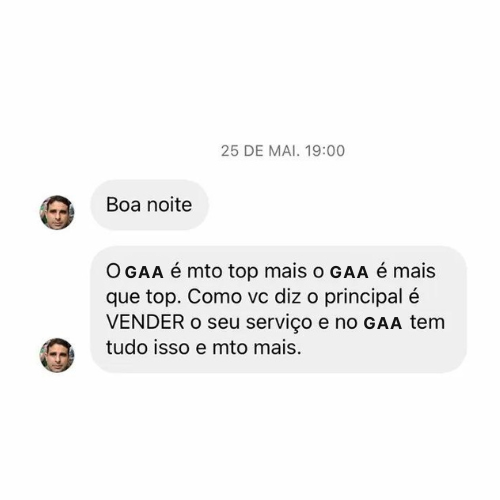 25 DE MAI. 19:00
Boa noite
O GAA é mto top mais o GAA é mais
que top. Como vc diz o principal é
VENDER o seu serviço e no GAA tem
tudo isso e mto mais.